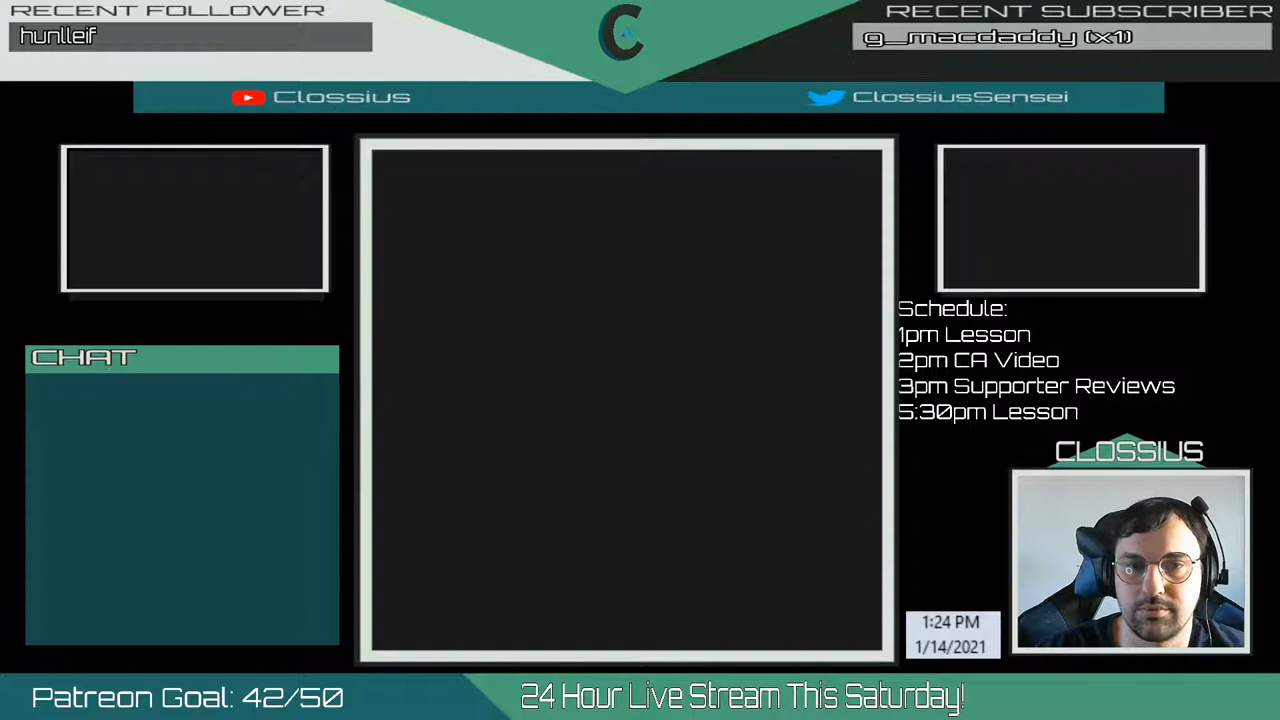 RECENT FOLLOWER
hunlleif
RECENT SUBSCRIBER
g_macdaddy (x1)
Clossius
ClossiusSensei
CHAT
Schedule:
1pm Lesson
2pm CA Video
3pm Supporter Reviews
5:30pm Lesson
CLOSSIUS
1:24 PM
1/14/2021
Patreon Goal: 42/50
24 Hour Live Stream This Saturday!